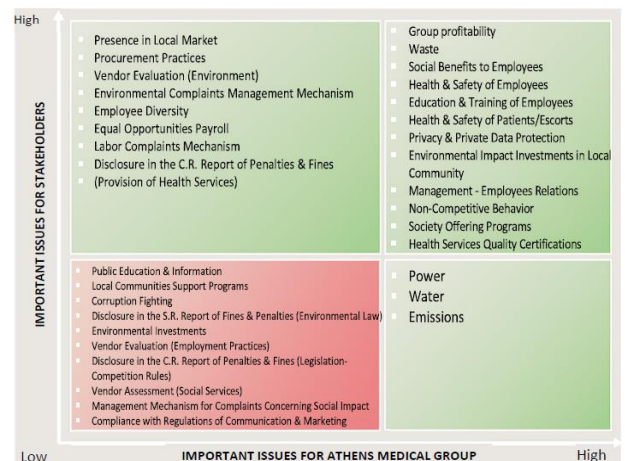 High
IMPORTANT ISSUES FOR STAKEHOLDERS
Presence in Local Market
Procurement Practices
Vendor Evaluation (Environment)
Environmental Complaints Management Mechanism
Employee Diversity
Equal Opportunities Payroll
Labor Complaints Mechanism
Disclosure in the C.R. Report of Penalties & Fines
(Provision of Health Services)
Group profitability
Waste
Social Benefits to Employees
Health & Safety of Employees
Education & Training of Employees
Health & Safety of Patients/Escorts
Privacy & Private Data Protection
Environmental Impact Investments in Local
Community
Management - Employees Relations
Non-Competitive Behavior
Society Offering Programs
Health Services Quality Certifications
Public Education & Information
Local Communities Support Programs
Corruption Fighting
Disclosure in the S.R. Report of Fines & Penalties (Environmental Law)
Environmental Investments
Vendor Evaluation (Employment Practices)
Disclosure in the C.R. Report of Penalties & Fines (Legislation-
Competition Rules)
Vendor Assessment (Social Services)
Management Mechanism for Complaints Concerning Social Impact
Compliance with Regulations of Communication & Marketing
Power
Water
Emissions
Low
IMPORTANT ISSUES FOR ATHENS MEDICAL GROUP
High